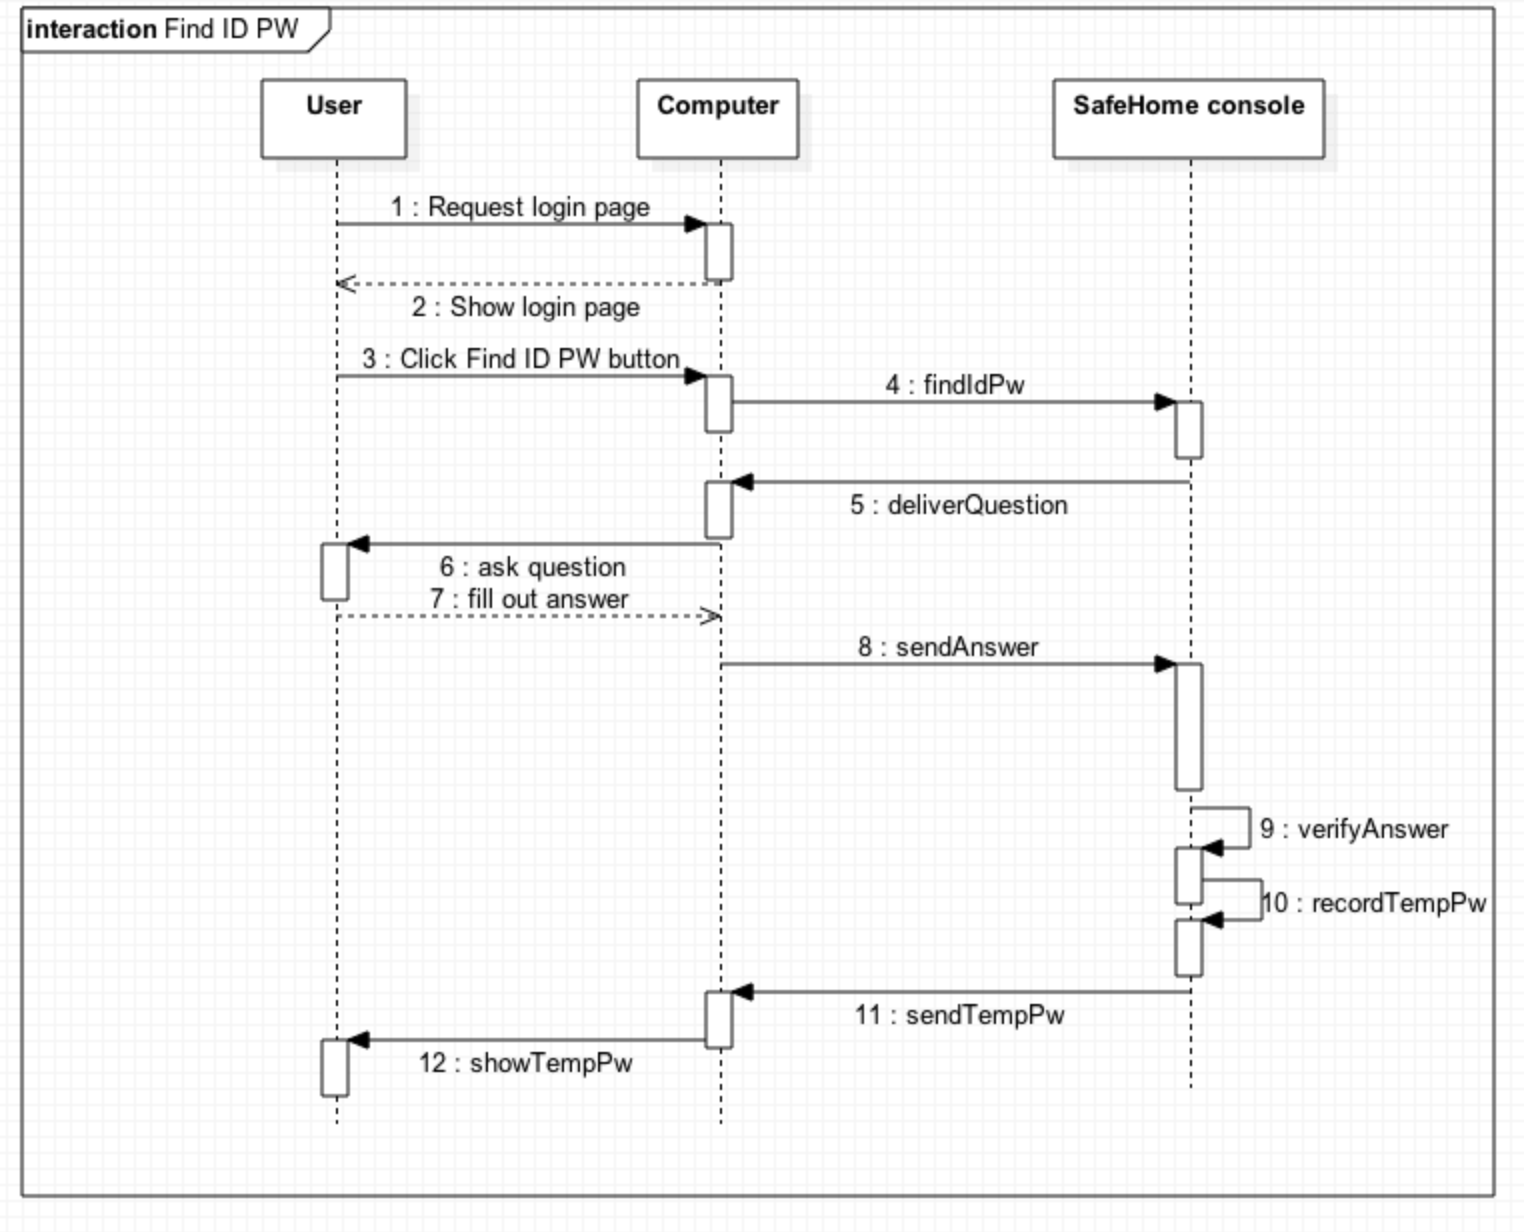 interaction Find ID PW
User
Computer
SafeHome console
1 : Request login page
2 : Show login page
3 : Click Find ID PW button
4 : findIdPw
5 : deliverQuestion
6 : ask question
7 : fill out answer
8 : sendAnswer
9 : verifyAnswer
10 : recordTempPw
11 : sendTempPw
12 : showTempPw